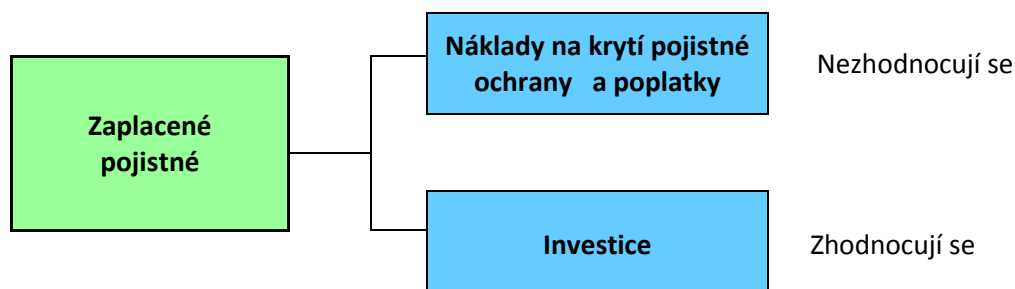 Náklady na krytí pojistné
ochrany a poplatky
Nezhodnocují se
Zaplacené
pojistné
Investice
Zhodnocují se